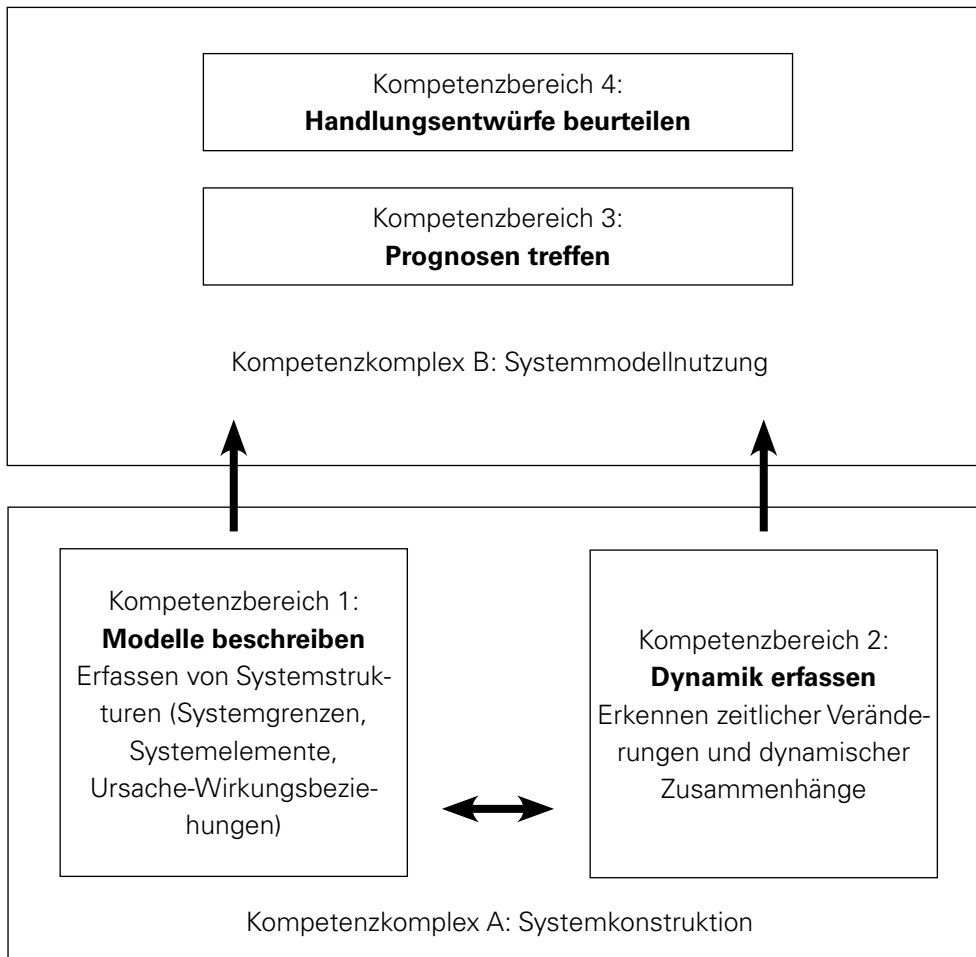 Kompetenzbereich 4:
Handlungsentwürfe beurteilen
Kompetenzbereich 3:
Prognosen treffen
Kompetenzkomplex B: Systemmodellnutzung
Kompetenzbereich 1:
Modelle beschreiben
Erfassen von Systemstruk-
turen (Systemgrenzen,
Systemelemente,
Ursache-Wirkungsbezie-
hungen)
Kompetenzbereich 2:
Dynamik erfassen
Erkennen zeitlicher Verände-
rungen und dynamischer
Zusammenhänge
Kompetenzkomplex A: Systemkonstruktion